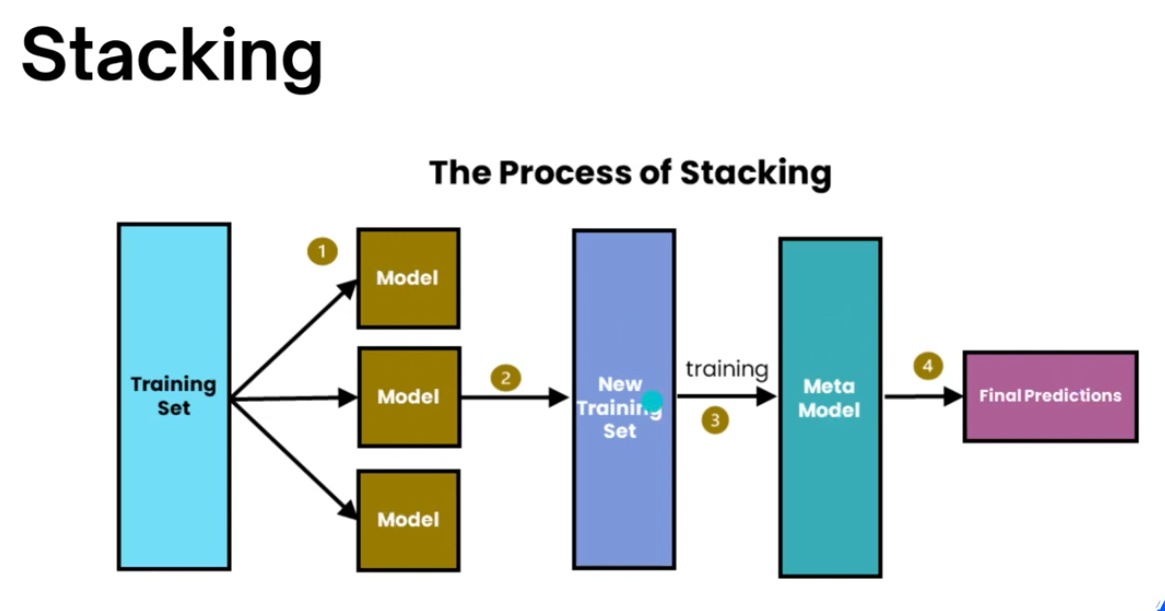 Stacking
The Process of Stacking
1
Model
Training
Set
Model
2
New
Training
Set
training
3
Meta
Model
4
Final Predictions
Model